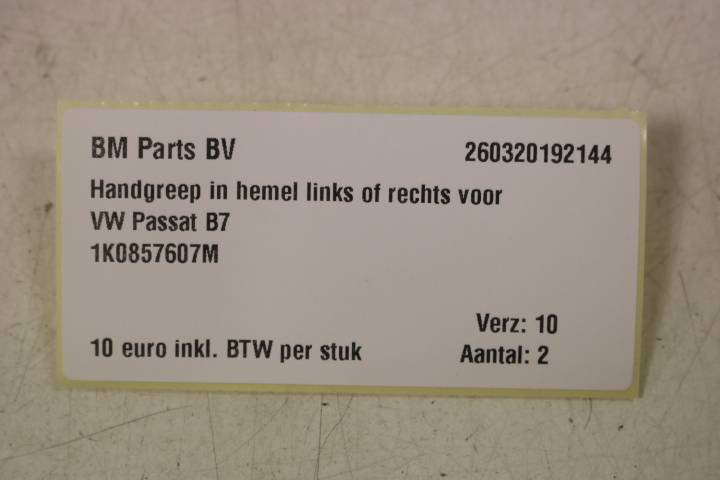 BM Parts BV 260320192144
Handgreep in hemel links of rechts voor
VW Passat B7
1K0857607M
Verz: 10
10 euro inkl. BTW per stuk Aantal: 2